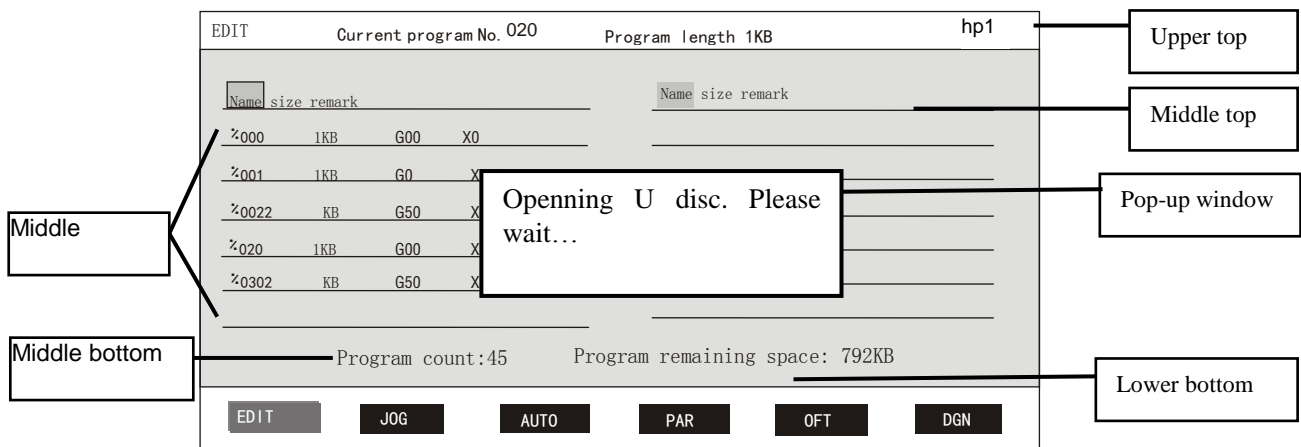 EDIT Current program No. 020 Program length 1KB hp1
Upper top
Name size remark Name size remark
Middle top
%000 1KB G00 X0
%001 1KB G0 X
Openning U disc. Please
wait…
Pop-up window
%0022 KB G50 X
Middle
%020 1KB G00 X
%0302 KB G50 X
Middle bottom
Program count:45 Program remaining space: 792KB
Lower bottom
EDIT JOG AUTO PAR OFT DGN